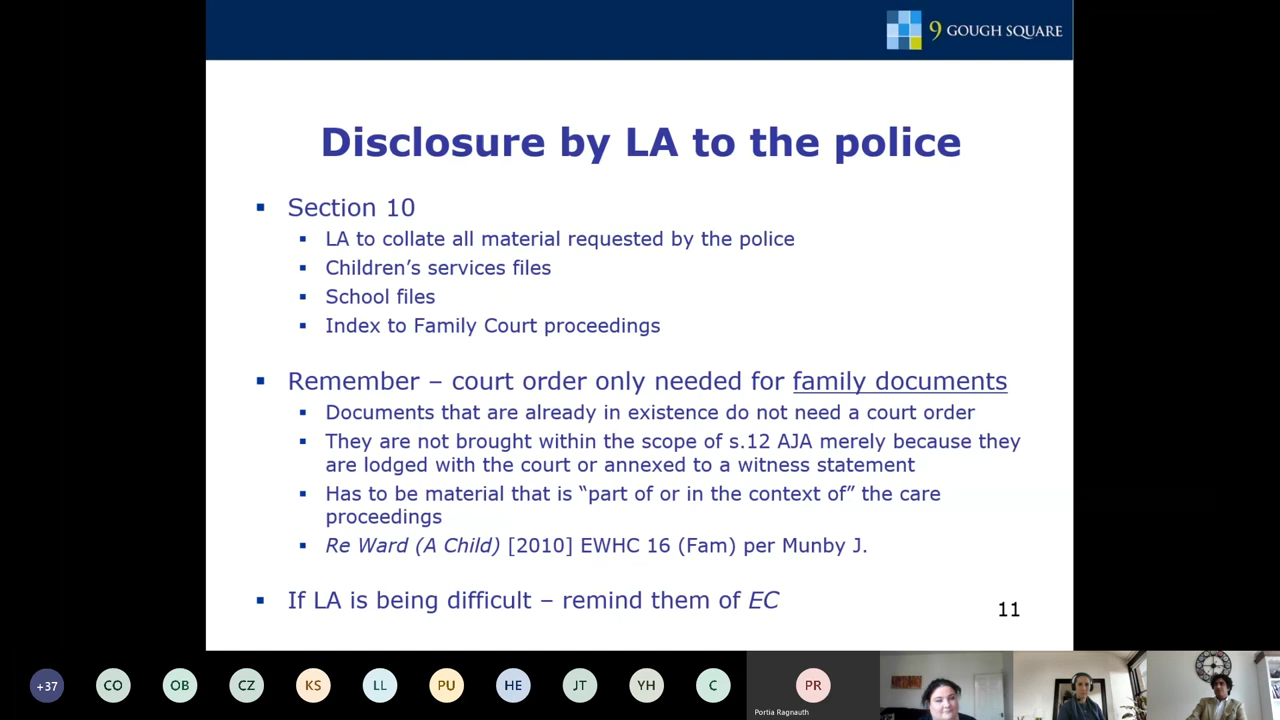 9 GOUGH SQUARE
Disclosure by LA to the police
▪ Section 10
▪ LA to collate all material requested by the police
▪ Children’s services files
▪ School files
▪ Index to Family Court proceedings
▪ Remember – court order only needed for family documents
▪ Documents that are already in existence do not need a court order
▪ They are not brought within the scope of s.12 AJA merely because they
are lodged with the court or annexed to a witness statement
▪ Has to be material that is “part of or in the context of” the care
proceedings
▪ Re Ward (A Child) [2010] EWHC 16 (Fam) per Munby J.
▪ If LA is being difficult – remind them of EC
11
+37 CO OB CZ KS LL PU HE JT YH C PR
Portia Ragnauth